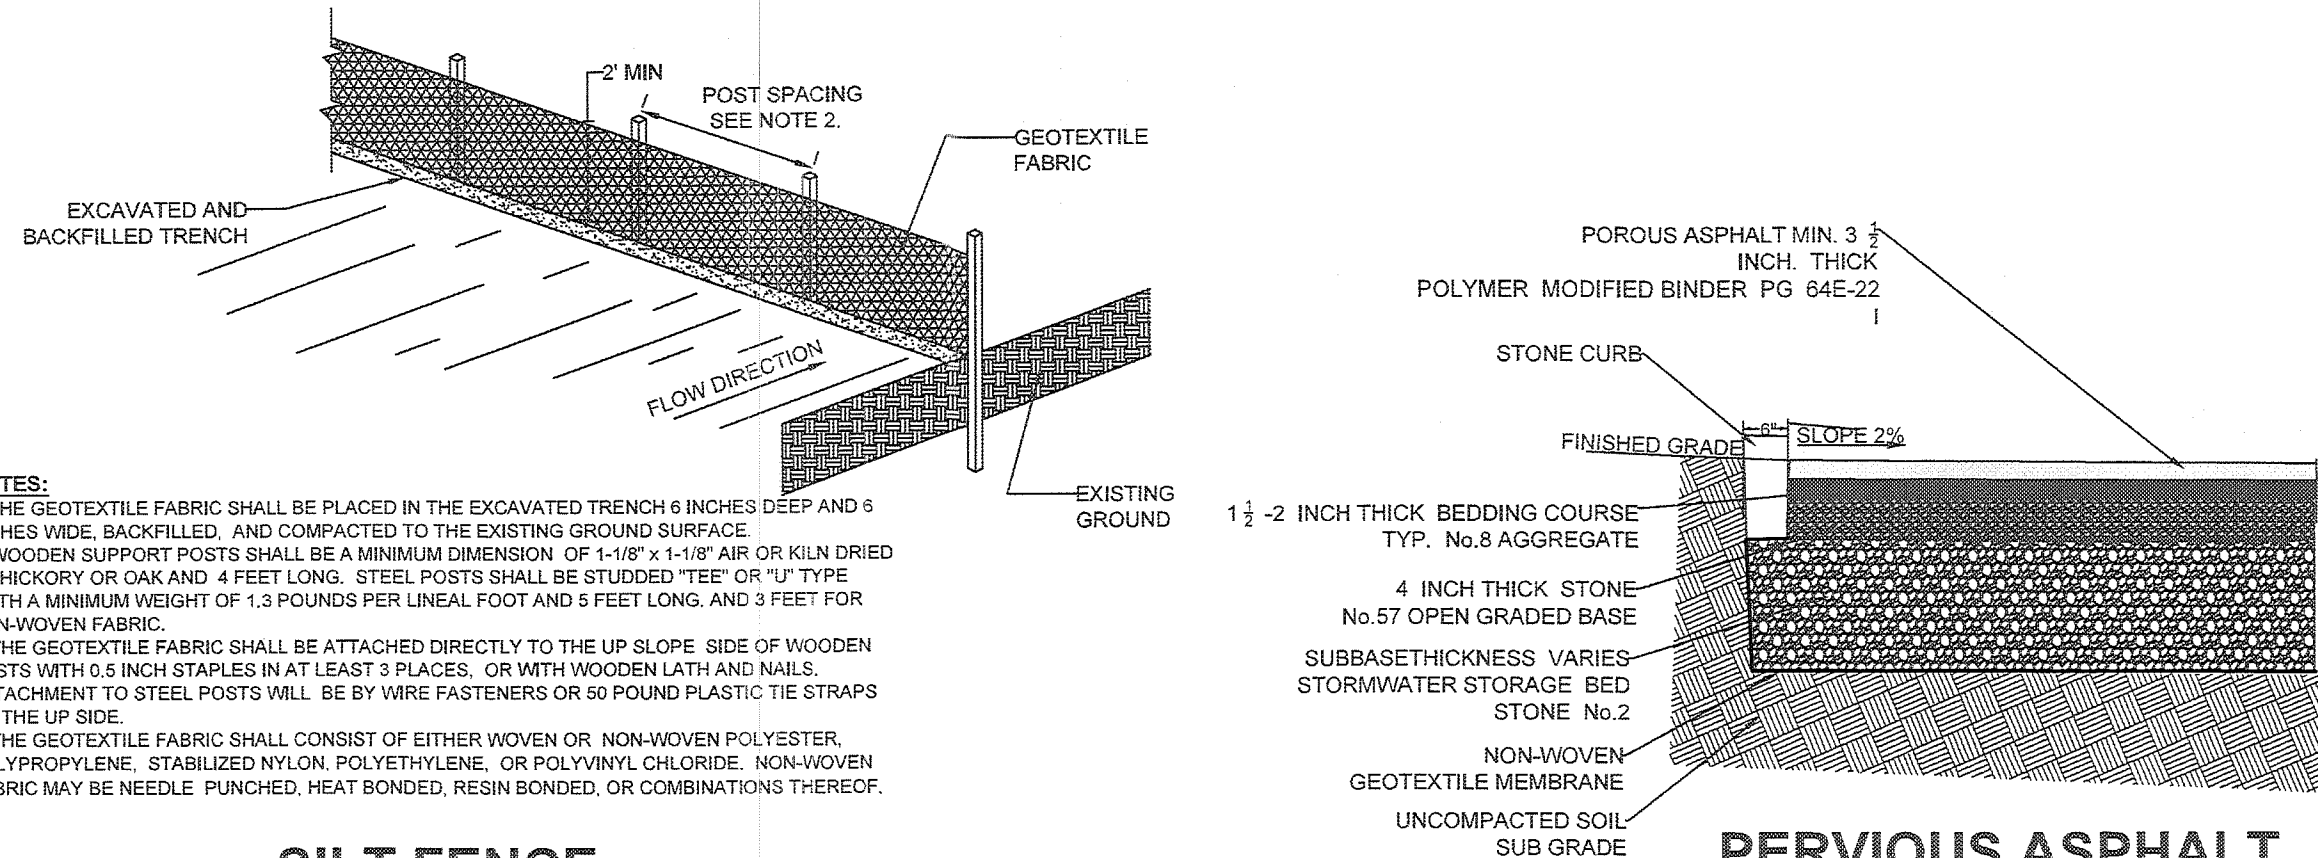 2' MIN
POST SPACING
SEE NOTE 2.
GEOTEXTILE
FABRIC
EXCAVATED AND
BACKFILLED TRENCH
FLOW DIRECTION
EXISTING
GROUND
TES:
HE GEOTEXTILE FABRIC SHALL BE PLACED IN THE EXCAVATED TRENCH 6 INCHES DEEP AND 6
HES WIDE, BACKFILLED, AND COMPACTED TO THE EXISTING GROUND SURFACE.
WOODEN SUPPORT POSTS SHALL BE A MINIMUM DIMENSION OF 1-1/8" x 1-1/8" AIR OR KILN DRIED
HICKORY OR OAK AND 4 FEET LONG. STEEL POSTS SHALL BE STUDDED "TEE" OR "U" TYPE
TH A MINIMUM WEIGHT OF 1.3 POUNDS PER LINEAL FOOT AND 5 FEET LONG. AND 3 FEET FOR
N-WOVEN FABRIC.
THE GEOTEXTILE FABRIC SHALL BE ATTACHED DIRECTLY TO THE UP SLOPE SIDE OF WOODEN
STS WITH 0.5 INCH STAPLES IN AT LEAST 3 PLACES, OR WITH WOODEN LATH AND NAILS.
TACHMENT TO STEEL POSTS WILL BE BY WIRE FASTENERS OR 50 POUND PLASTIC TIE STRAPS
THE UP SIDE.
THE GEOTEXTILE FABRIC SHALL CONSIST OF EITHER WOVEN OR NON-WOVEN POLYESTER,
LYPROPYLENE, STABILIZED NYLON, POLYETHYLENE, OR POLYVINYL CHLORIDE. NON-WOVEN
BRIC MAY BE NEEDLE PUNCHED, HEAT BONDED, RESIN BONDED, OR COMBINATIONS THEREOF.
SILT FENCE
POROUS ASPHALT MIN. 3 1/2
INCH. THICK
POLYMER MODIFIED BINDER PG 64E-22
STONE CURB
6"
SLOPE 2%
FINISHED GRADE
1 1/2 -2 INCH THICK BEDDING COURSE
TYP. No.8 AGGREGATE
4 INCH THICK STONE
No.57 OPEN GRADED BASE
SUBBASETHICKNESS VARIES
STORMWATER STORAGE BED
STONE No.2
NON-WOVEN
GEOTEXTILE MEMBRANE
UNCOMPACTED SOIL
SUB GRADE
PERVIOUS ASPHALT